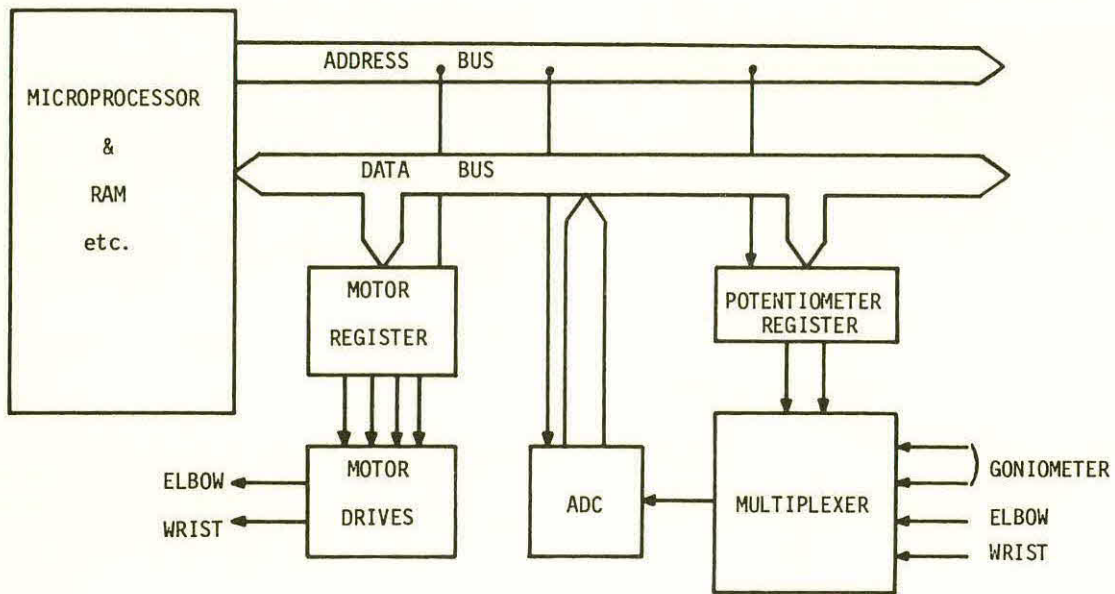 ADDRESS BUS
MICROPROCESSOR
&
RAM
etc.
DATA BUS
MOTOR
REGISTER
POTENTIOMETER
REGISTER
ELBOW
WRIST
MOTOR
DRIVES
ADC
MULTIPLEXER
GONIOMETER
ELBOW
WRIST